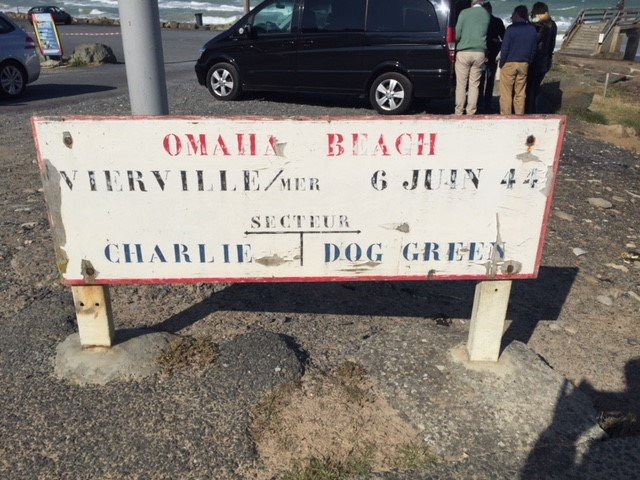 OMAHA BEACH
VIERVILLE/MER 6 JUIN 44
SECTEUR
CHARLIE DOG GREEN